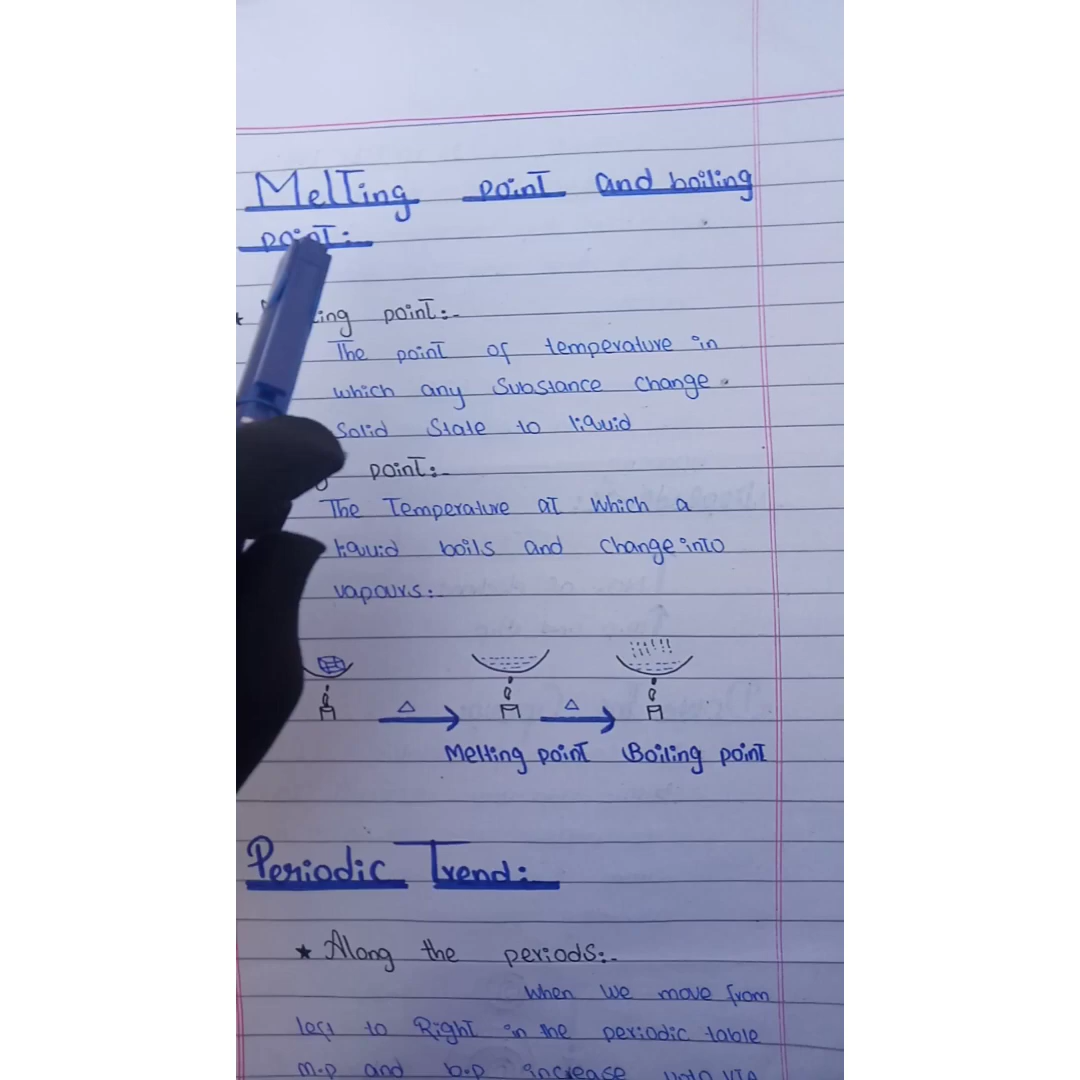 Melting point and boiling
point:
point:-
The point of temperature in
which any Substance change
Solid State to liquid
point:-
The Temperature at which a
liquid boils and change into
vapours:-
△ △
Melting point Boiling point
Periodic Trend:
★ Along the periods:-
when we move from
left to Right in the periodic table
m.p and b.p increase upto VIA